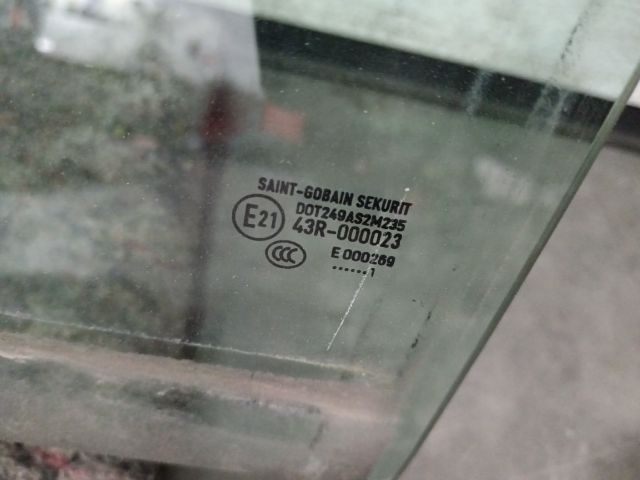 SAINT-GOBAIN SEKURIT
DOT249AS2M235
E21 43R-000023
CCC E 000269
......1